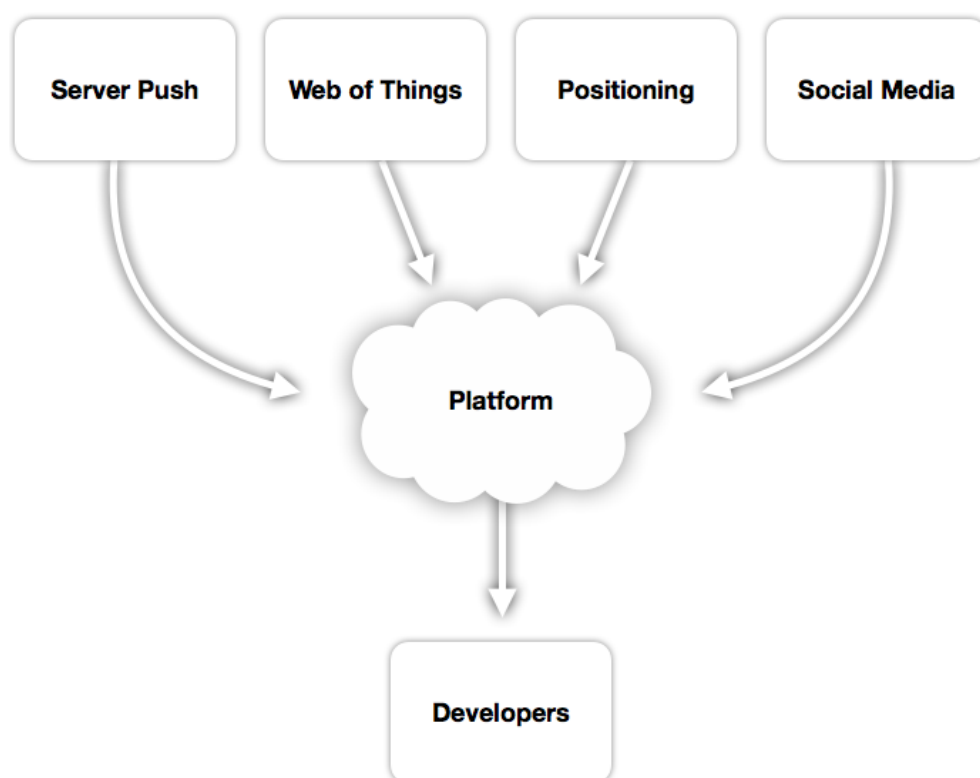 Server Push
Web of Things
Positioning
Social Media
Platform
Developers